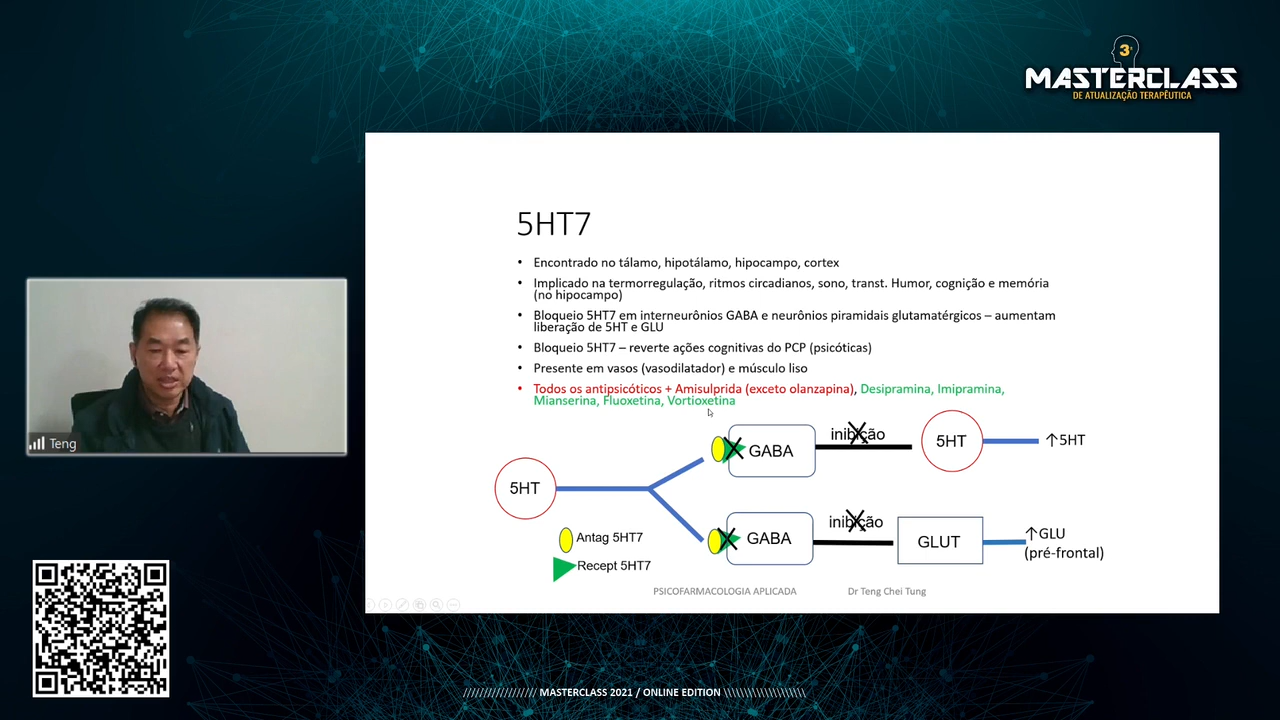 3ª
MASTERCLASS
DE ATUALIZAÇÃO TERAPÊUTICA
5HT7
• Encontrado no tálamo, hipotálamo, hipocampo, cortex
• Implicado na termorregulação, ritmos circadianos, sono, transt. Humor, cognição e memória
(no hipocampo)
• Bloqueio 5HT7 em interneurônios GABA e neurônios piramidais glutamatérgicos – aumentam
liberação de 5HT e GLU
• Bloqueio 5HT7 – reverte ações cognitivas do PCP (psicóticas)
• Presente em vasos (vasodilatador) e músculo liso
• Todos os antipsicóticos + Amisulprida (exceto olanzapina), Desipramina, Imipramina,
Mianserina, Fluoxetina, Vortioxetina
GABA
inibição
5HT
↑5HT
5HT
GABA
inibição
GLUT
↑GLU
(pré-frontal)
Antag 5HT7
Recept 5HT7
PSICOFARMACOLOGIA APLICADA
Dr Teng Chei Tung
Teng
////////////////// MASTERCLASS 2021 / ONLINE EDITION \\\\\\\\\\\\\\\\\\\\